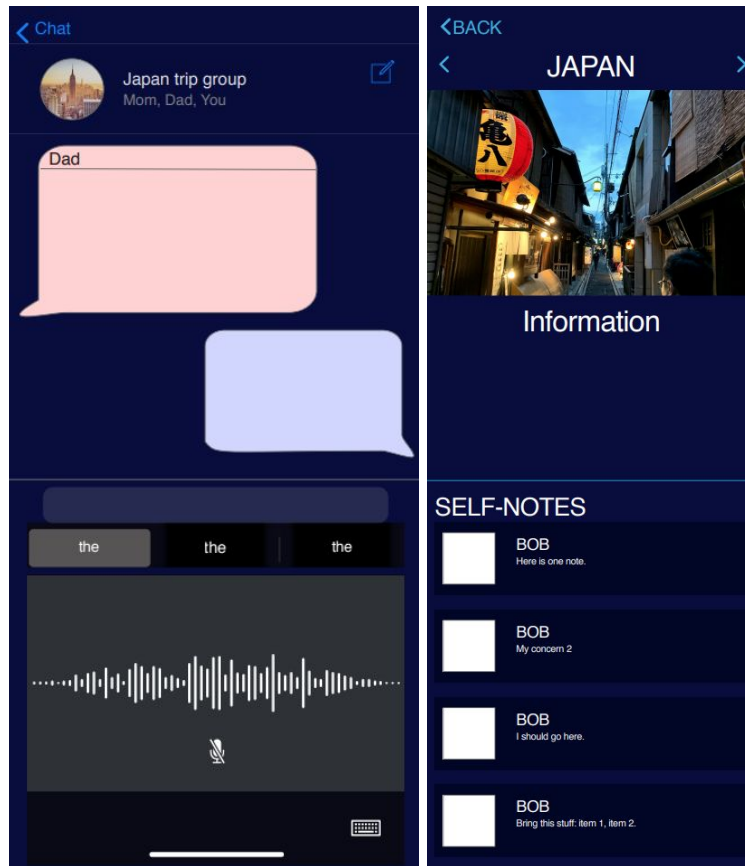 Chat
Japan trip group
Mom, Dad, You
Dad
the the the
BACK
JAPAN
亀
八
Information
SELF-NOTES
BOB
Here is one note.
BOB
My concern 2
BOB
I should go here.
BOB
Bring this stuff: item 1, item 2.